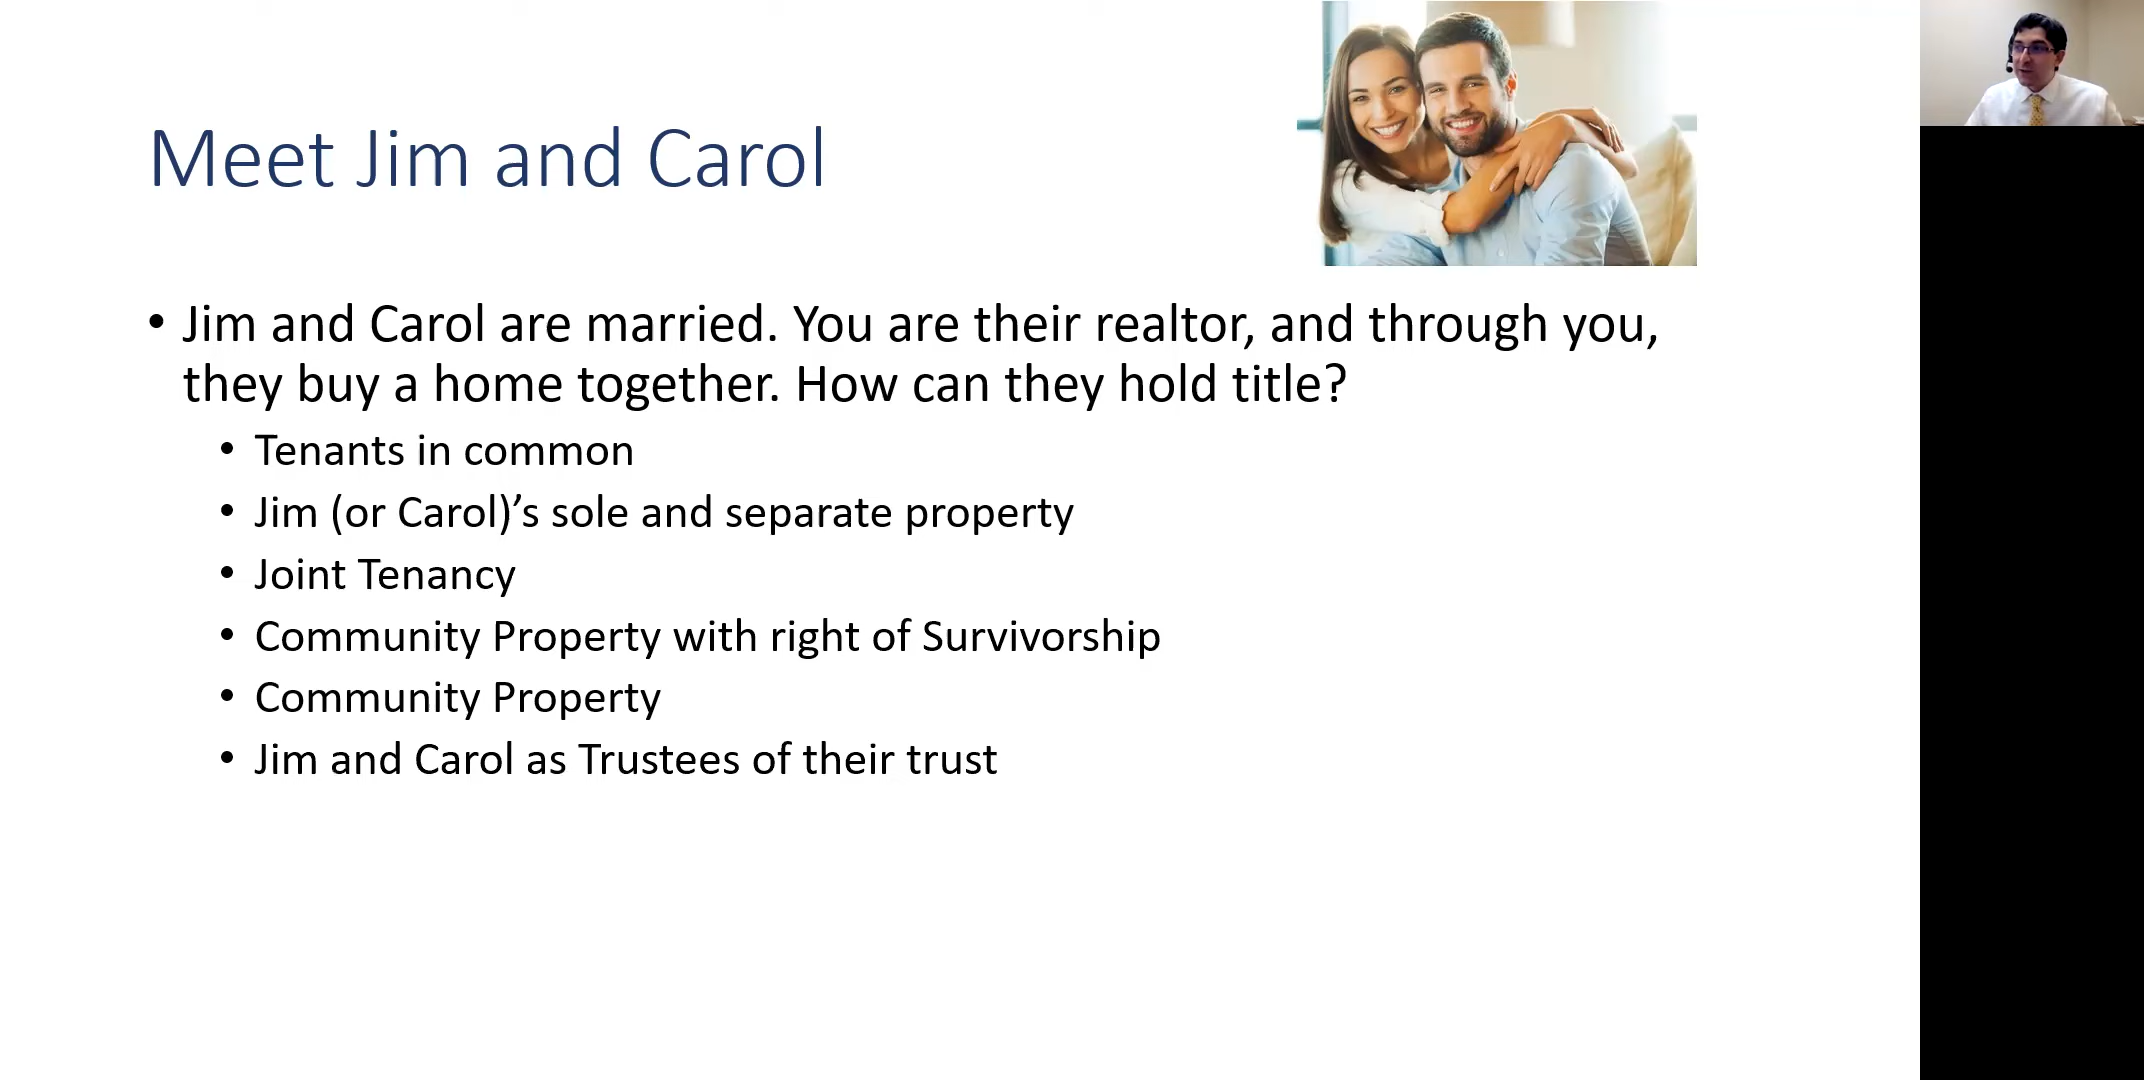 Meet Jim and Carol
• Jim and Carol are married. You are their realtor, and through you,
they buy a home together. How can they hold title?
• Tenants in common
• Jim (or Carol)’s sole and separate property
• Joint Tenancy
• Community Property with right of Survivorship
• Community Property
• Jim and Carol as Trustees of their trust